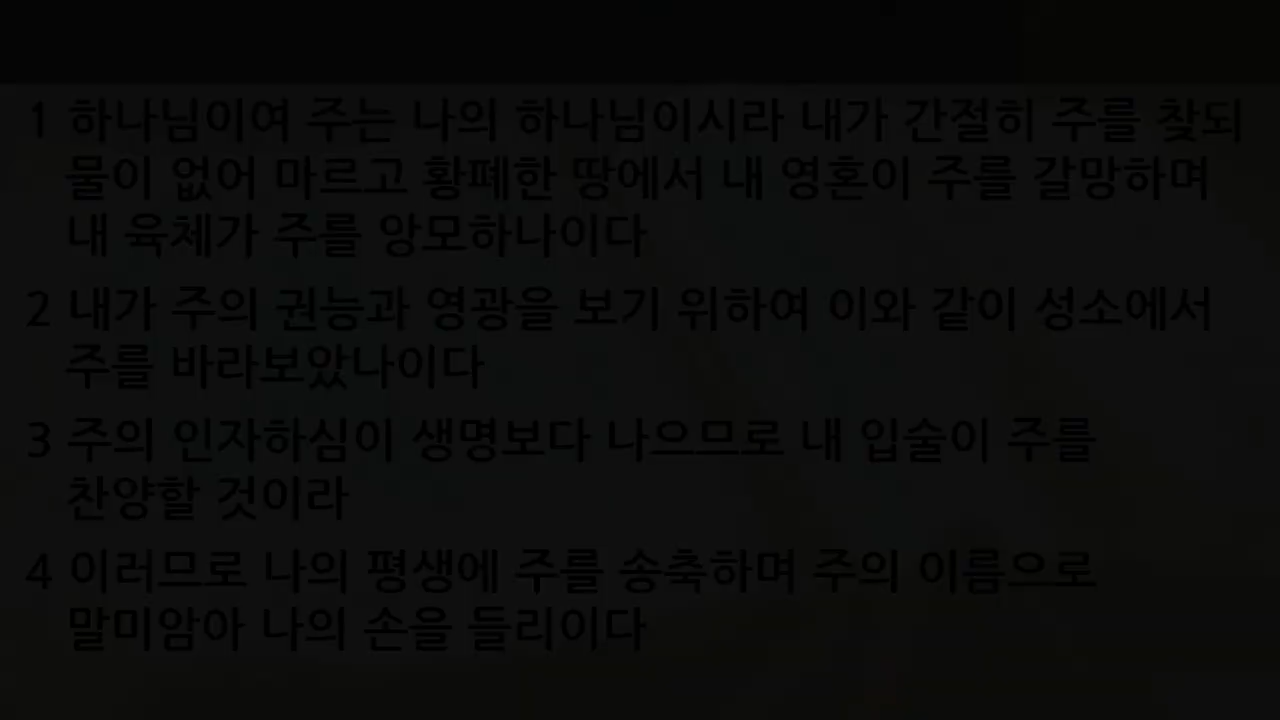 1 하나님이여 주는 나의 하나님이시라 내가 간절히 주를 찾되
물이 없어 마르고 황폐한 땅에서 내 영혼이 주를 갈망하며
내 육체가 주를 앙모하나이다
2 내가 주의 권능과 영광을 보기 위하여 이와 같이 성소에서
주를 바라보았나이다
3 주의 인자하심이 생명보다 나으므로 내 입술이 주를
찬양할 것이라
4 이러므로 나의 평생에 주를 송축하며 주의 이름으로
말미암아 나의 손을 들리이다